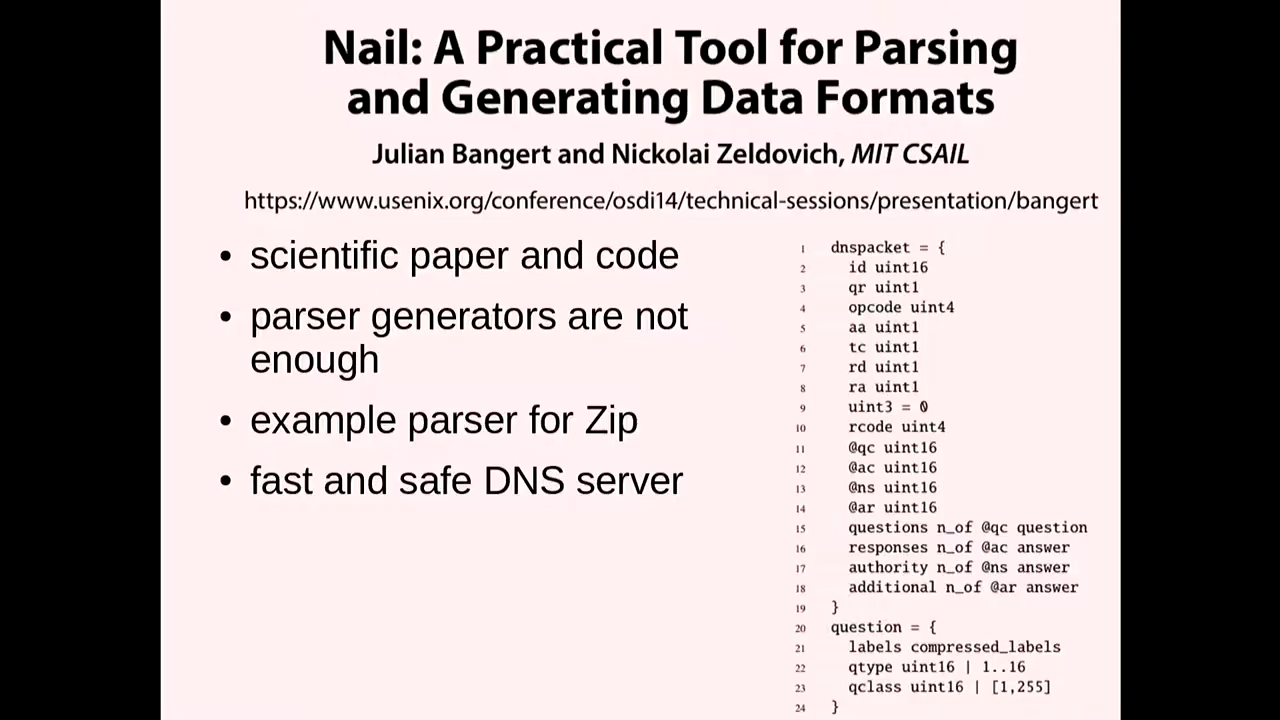 Nail: A Practical Tool for Parsing
and Generating Data Formats
Julian Bangert and Nickolai Zeldovich, MIT CSAIL
https://www.usenix.org/conference/osdi14/technical-sessions/presentation/bangert
• scientific paper and code
• parser generators are not
enough
• example parser for Zip
• fast and safe DNS server
1 dnspacket = {
2 id uint16
3 qr uint1
4 opcode uint4
5 aa uint1
6 tc uint1
7 rd uint1
8 ra uint1
9 uint3 = 0
10 rcode uint4
11 @qc uint16
12 @ac uint16
13 @ns uint16
14 @ar uint16
15 questions n_of @qc question
16 responses n_of @ac answer
17 authority n_of @ns answer
18 additional n_of @ar answer
19 }
20 question = {
21 labels compressed_labels
22 qtype uint16 | 1..16
23 qclass uint16 | [1,255]
24 }